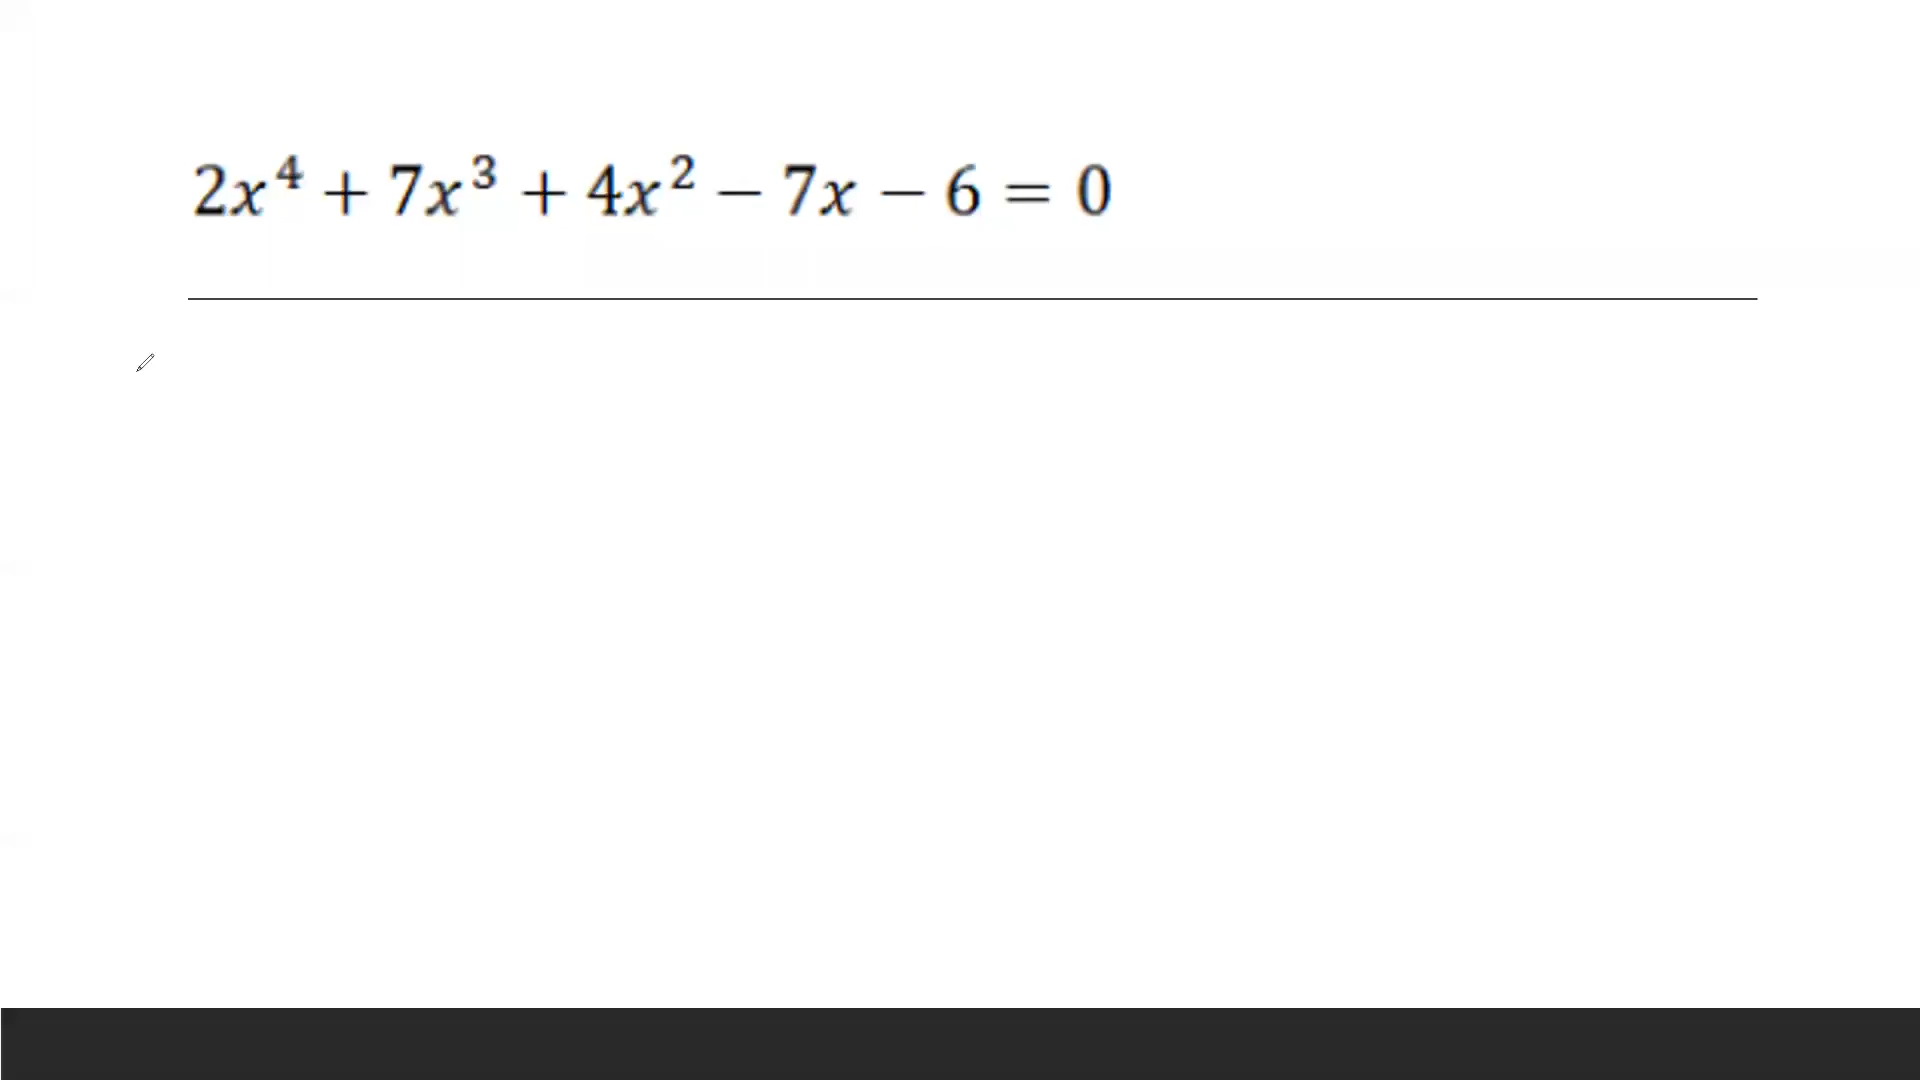 2x⁴ + 7x³ + 4x² − 7x − 6 = 0